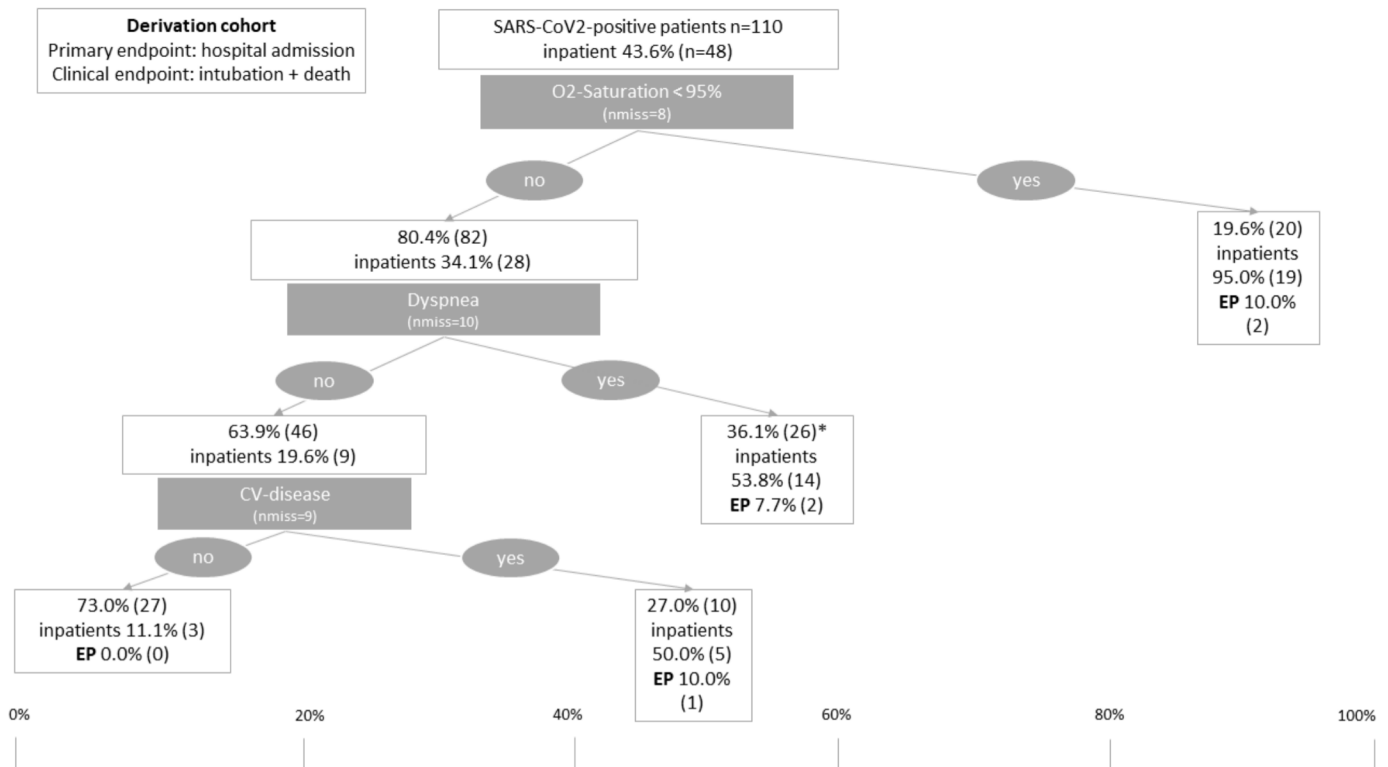 Derivation cohort
Primary endpoint: hospital admission
Clinical endpoint: intubation + death
SARS-CoV2-positive patients n=110
inpatient 43.6% (n=48)
O2-Saturation < 95%
(nmiss=8)
no
yes
80.4% (82)
inpatients 34.1% (28)
19.6% (20)
inpatients
95.0% (19)
EP 10.0%
(2)
Dyspnea
(nmiss=10)
no
yes
63.9% (46)
inpatients 19.6% (9)
36.1% (26)*
inpatients
53.8% (14)
EP 7.7% (2)
CV-disease
(nmiss=9)
no
yes
73.0% (27)
inpatients 11.1% (3)
EP 0.0% (0)
27.0% (10)
inpatients
50.0% (5)
EP 10.0%
(1)
0%
20%
40%
60%
80%
100%